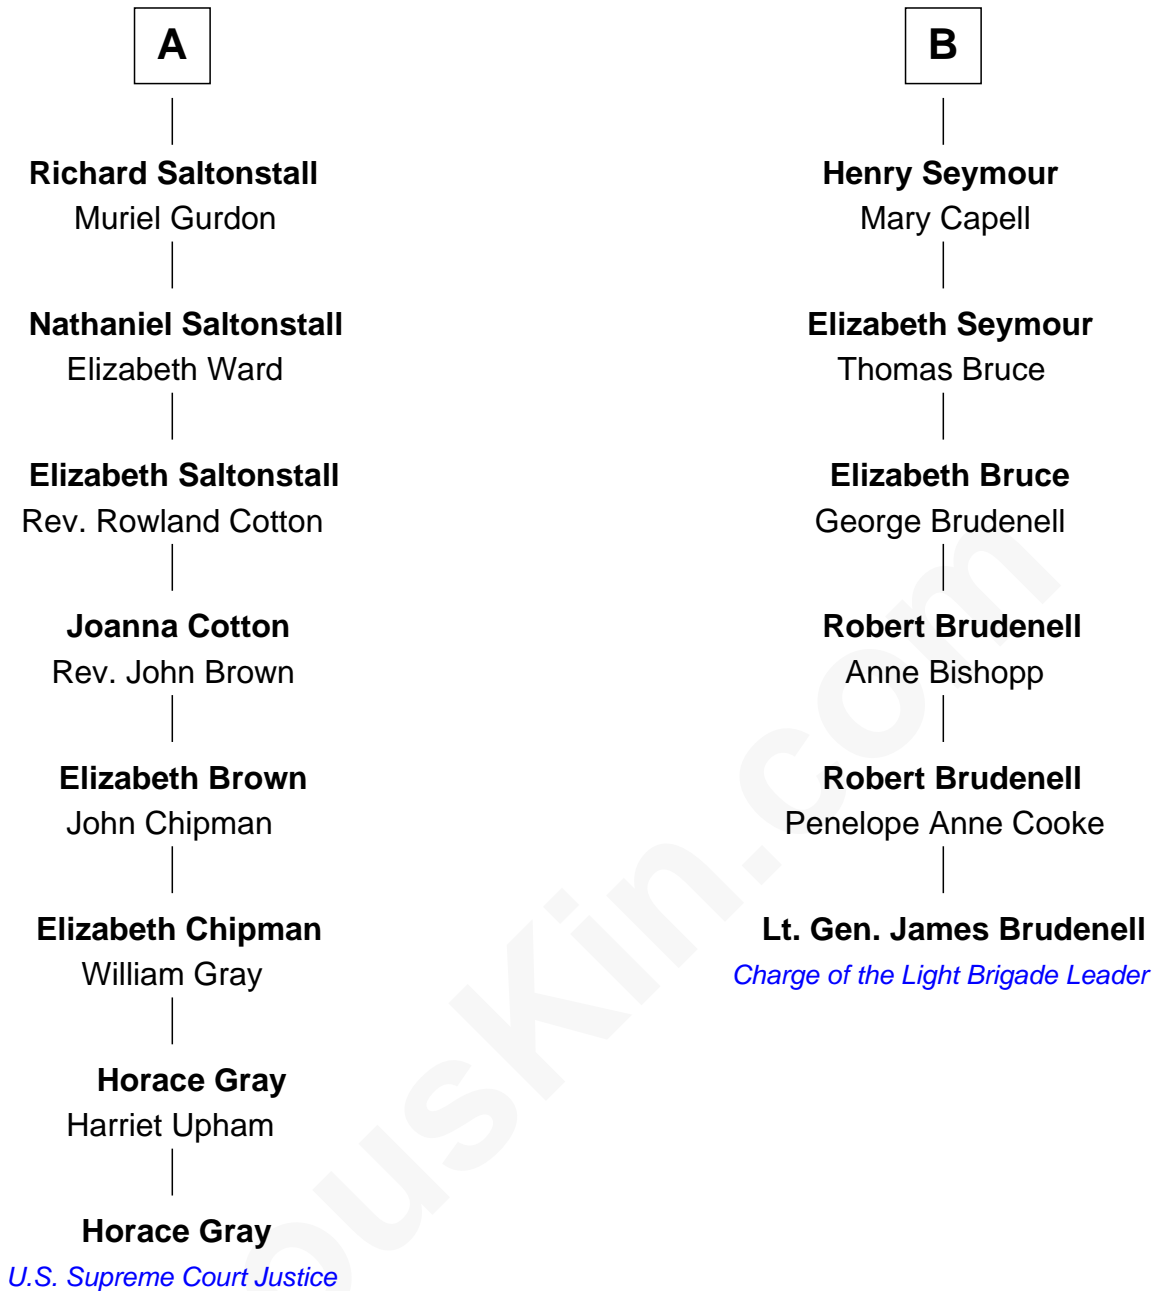 A
Richard Saltonstall
Muriel Gurdon
Nathaniel Saltonstall
Elizabeth Ward
Elizabeth Saltonstall
Rev. Rowland Cotton
Joanna Cotton
Rev. John Brown
Elizabeth Brown
John Chipman
Elizabeth Chipman
William Gray
Horace Gray
Harriet Upham
Horace Gray
U.S. Supreme Court Justice
B
Henry Seymour
Mary Capell
Elizabeth Seymour
Thomas Bruce
Elizabeth Bruce
George Brudenell
Robert Brudenell
Anne Bishopp
Robert Brudenell
Penelope Anne Cooke
Lt. Gen. James Brudenell
Charge of the Light Brigade Leader
ousKin.com